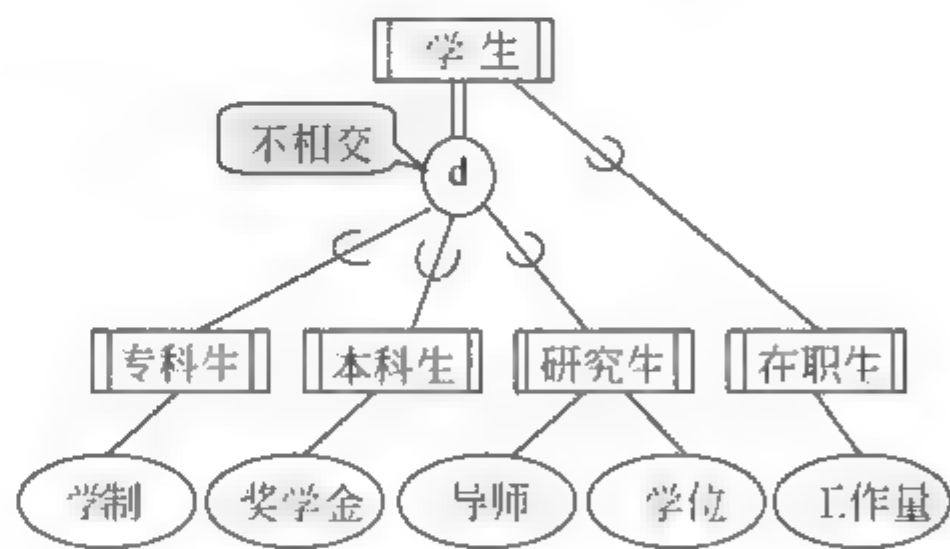 学生
不相交
d
专科生
本科生
研究生
在职生
学制
奖学金
导师
学位
工作量